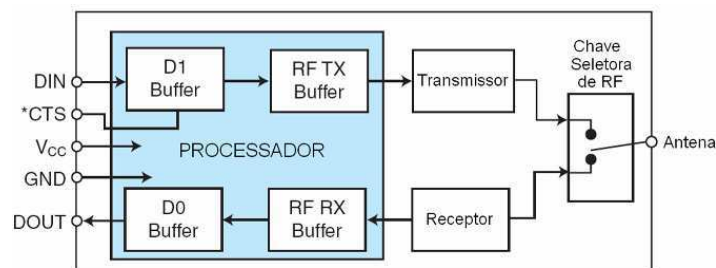 DIN
*CTS
VCC
GND
DOUT
D1
Buffer
RF TX
Buffer
PROCESSADOR
D0
Buffer
RF RX
Buffer
Transmissor
Receptor
Chave
Seletora
de RF
Antena